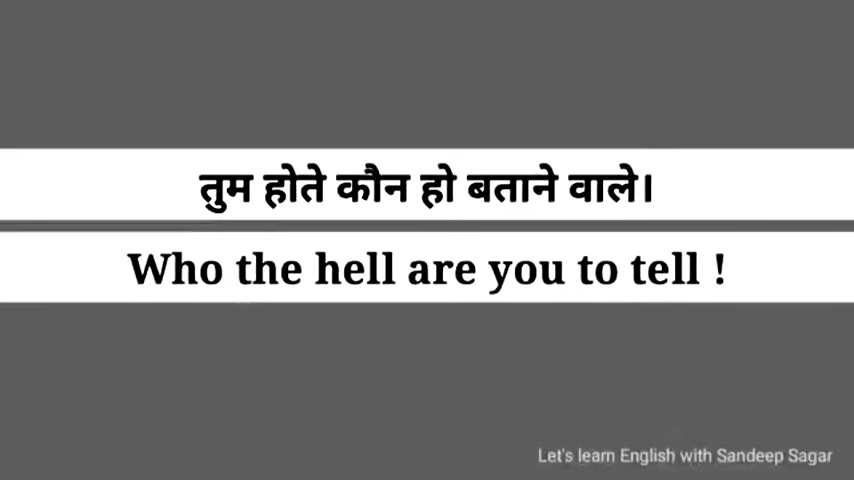 तुम होते कौन हो बताने वाले।
Who the hell are you to tell !
Let's learn English with Sandeep Sagar